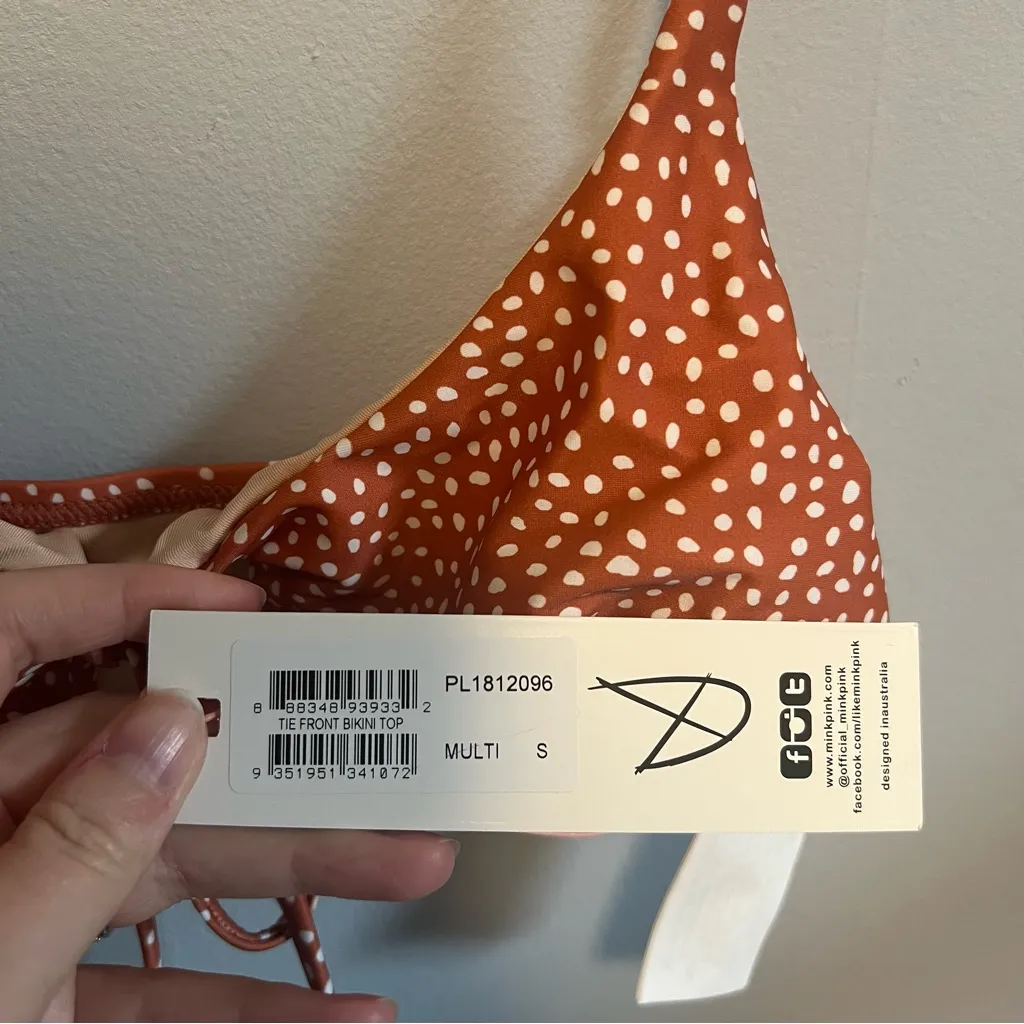 8 88348 93933 2
TIE FRONT BIKINI TOP
9 351951 341072
PL1812096
MULTI S
www.minkpink.com
@official_minkpink
facebook.com/likeminkpink
designed inaustralia